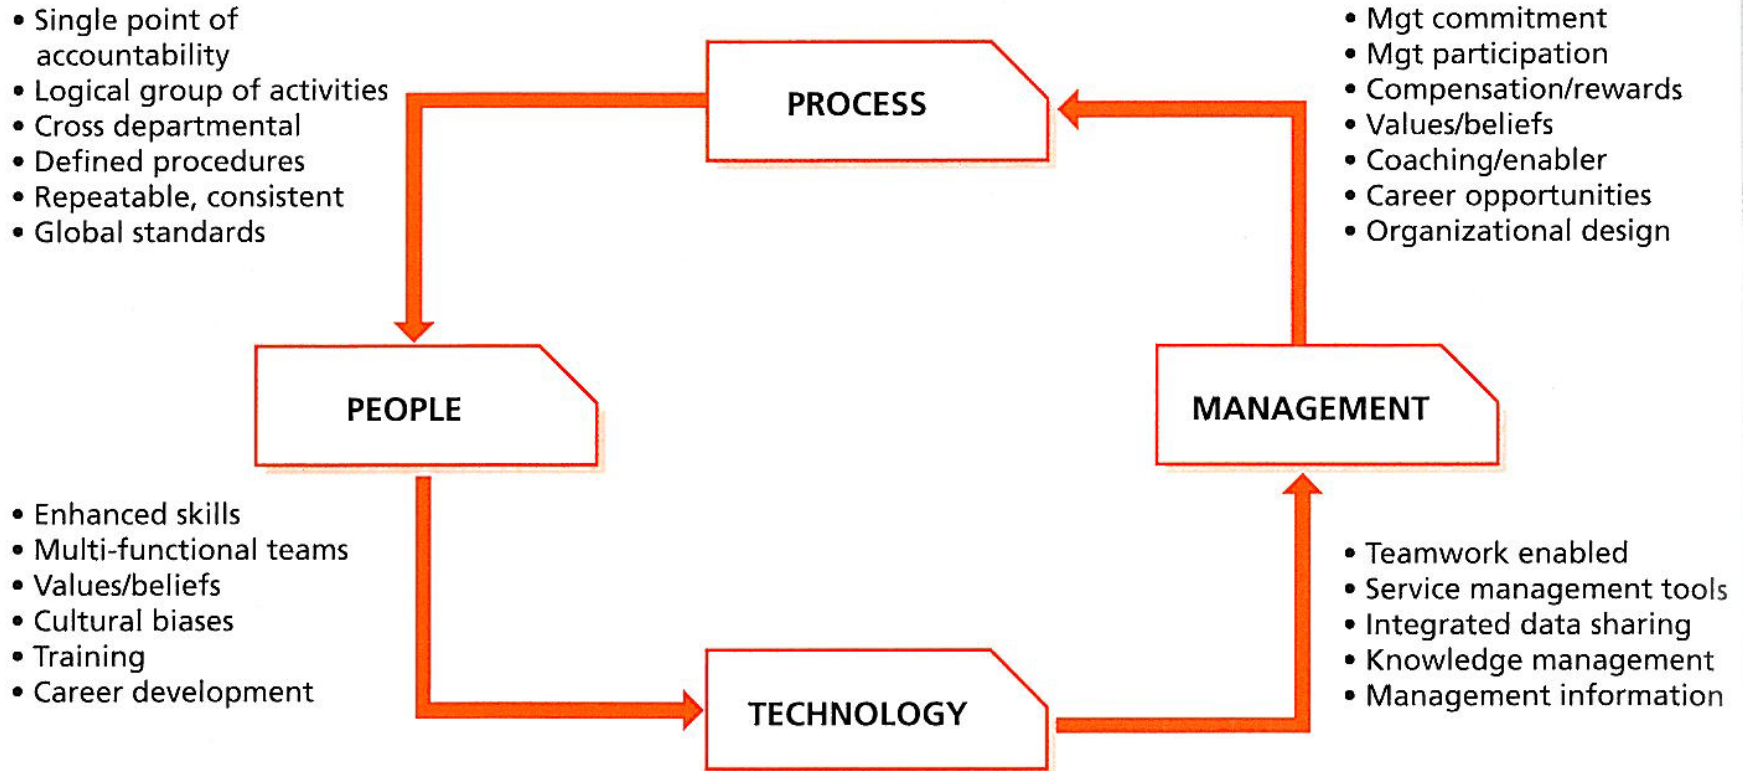 • Single point of
accountability
• Logical group of activities
• Cross departmental
• Defined procedures
• Repeatable, consistent
• Global standards
PROCESS
• Mgt commitment
• Mgt participation
• Compensation/rewards
• Values/beliefs
• Coaching/enabler
• Career opportunities
• Organizational design
PEOPLE
MANAGEMENT
• Enhanced skills
• Multi-functional teams
• Values/beliefs
• Cultural biases
• Training
• Career development
TECHNOLOGY
• Teamwork enabled
• Service management tools
• Integrated data sharing
• Knowledge management
• Management information